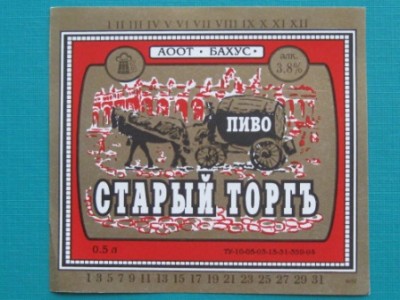 I II III IV V VI VII VIII IX X XI XII
АООТ • БАХУС •
алк.
3.8%
ПИВО
СТАРЫЙ ТОРГЪ
0.5 л
1 3 5 7 9 11 13 15 17 19 21 23 25 27 29 31